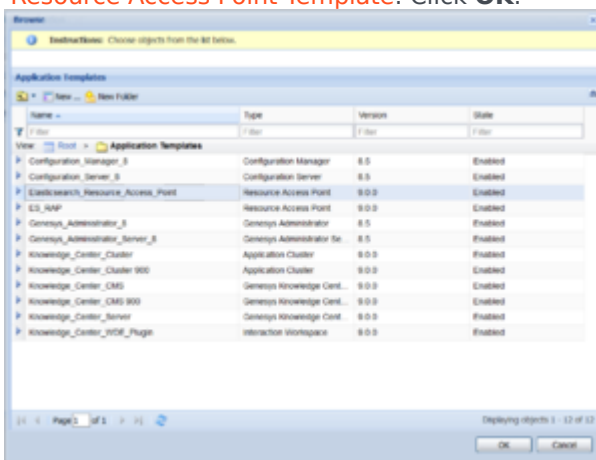 Resource Access Point Template. Click OK.
Browse
Instructions: Choose objects from the list below.
Application Templates
New ... New Folder
Name Type Version State
Filter Filter Filter Filter
View: Root > Application Templates
Configuration_Manager_8 Configuration Manager 8.5 Enabled
Configuration_Server_8 Configuration Server 8.5 Enabled
Elasticsearch_Resource_Access_Point Resource Access Point 9.0.0 Enabled
ES_RAP Resource Access Point 9.0.0 Enabled
Genesys_Administrator_8 Genesys Administrator 8.5 Enabled
Genesys_Administrator_Server_8 Genesys Administrator Se... 8.5 Enabled
Knowledge_Center_Cluster Application Cluster 9.0.0 Enabled
Knowledge_Center_Cluster 900 Application Cluster 9.0.0 Enabled
Knowledge_Center_CMS Genesys Knowledge Cent... 9.0.0 Enabled
Knowledge_Center_CMS 900 Genesys Knowledge Cent... 9.0.0 Enabled
Knowledge_Center_Server Genesys Knowledge Cent... 9.0.0 Enabled
Knowledge_Center_WDE_Plugin Interaction Workspace 9.0.0 Enabled
Page 1 of 1 Displaying objects 1 - 12 of 12
OK Cancel